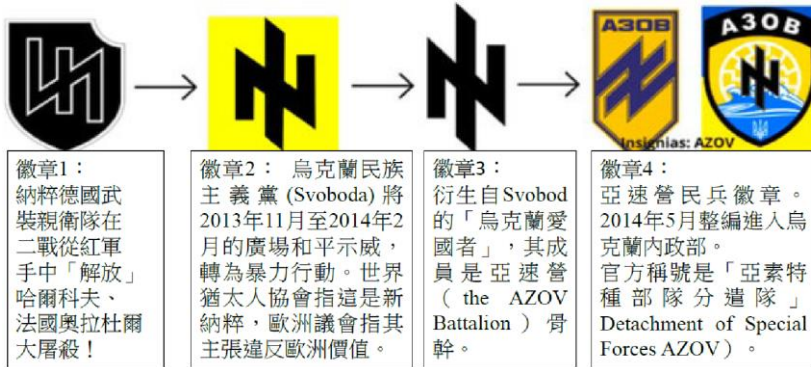 АЗОВ
АЗОВ
Insignias: AZOV
徽章1：
納粹德國武
裝親衛隊在
二戰從紅軍
手中「解放」
哈爾科夫、
法國奧拉杜爾
大屠殺！
徽章2： 烏克蘭民族
主義黨(Svoboda)將
2013年11月至2014年2
月的廣場和平示威，
轉為暴力行動。世界
猶太人協會指這是新
納粹，歐洲議會指其
主張違反歐洲價值。
徽章3：
衍生自Svobod
的「烏克蘭愛
國者」，其成
員是亞速營
（ the AZOV
Battalion ）骨
幹。
徽章4：
亞速營民兵徽章。
2014年5月整編進入烏
克蘭內政部。
官方稱號是「亞素特
種部隊分遣隊」
Detachment of Special
Forces AZOV）。